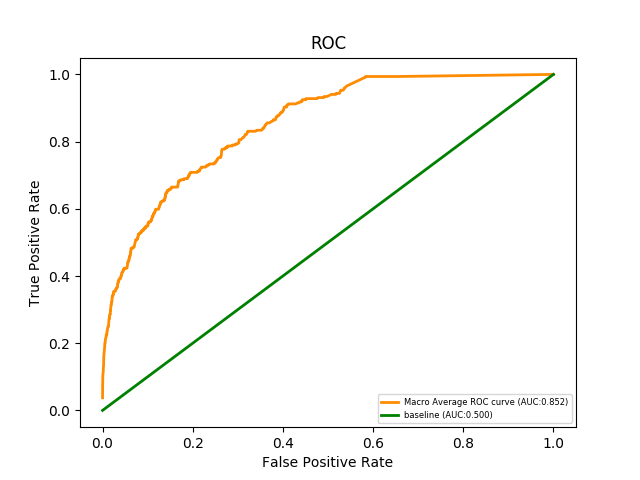 ROC
1.0
0.8
0.6
0.4
0.2
0.0
True Positive Rate
Macro Average ROC curve (AUC:0.852)
baseline (AUC:0.500)
0.0 0.2 0.4 0.6 0.8 1.0
False Positive Rate